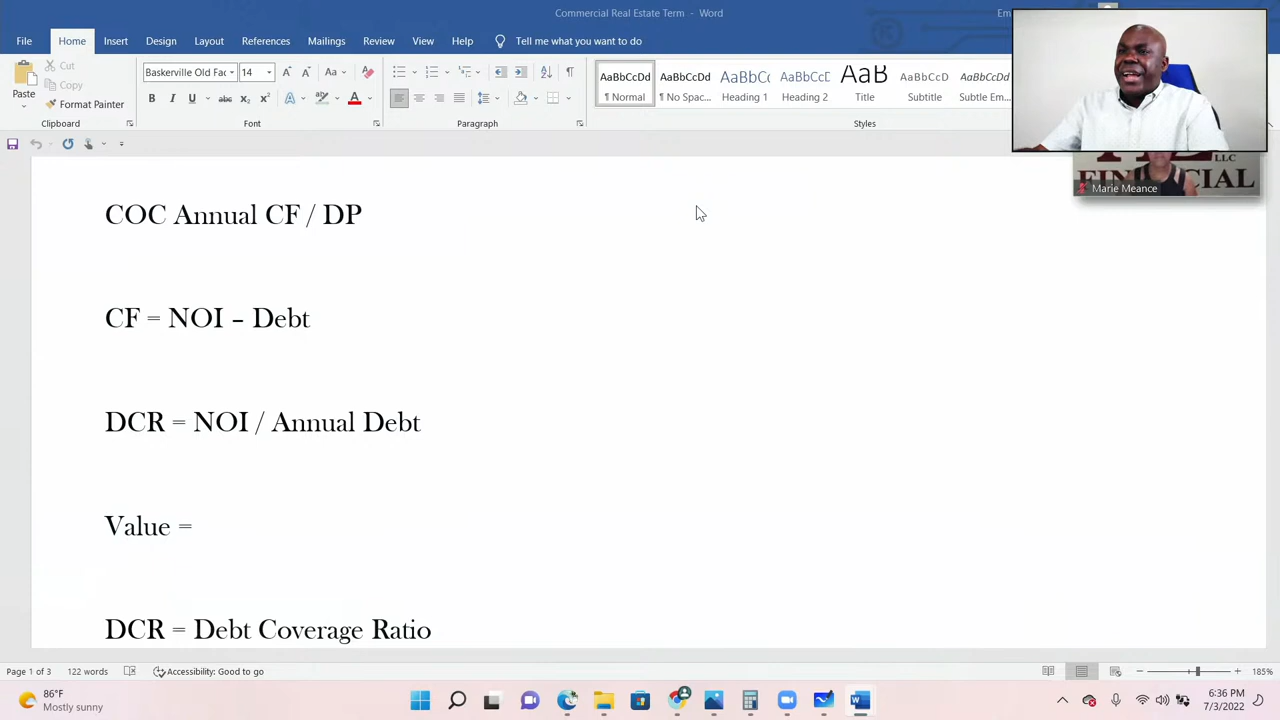 Commercial Real Estate Term - Word
Em
File Home Insert Design Layout References Mailings Review View Help Tell me what you want to do
Paste
Cut
Copy
Format Painter
Clipboard
Baskerville Old Fac 14
Font
Paragraph
AaBbCcDd AaBbCcDd AaBbCc AaBbCcD AaB AaBbCcD AaBbCcDd
¶ Normal ¶ No Spac... Heading 1 Heading 2 Title Subtitle Subtle Em...
Styles
LLC
FIN CIAL
Marie Meance
COC Annual CF / DP
CF = NOI – Debt
DCR = NOI / Annual Debt
Value =
DCR = Debt Coverage Ratio
Page 1 of 3 122 words Accessibility: Good to go 185%
86°F
Mostly sunny
6:36 PM
7/3/2022